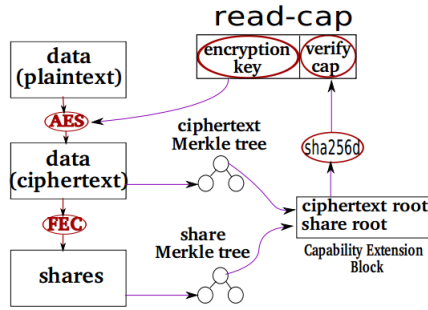 read-cap
data
(plaintext)
encryption
key
verify
cap
AES
ciphertext
Merkle tree
sha256d
data
(ciphertext)
FEC
ciphertext root
share root
share
Merkle tree
Capability Extension
Block
shares